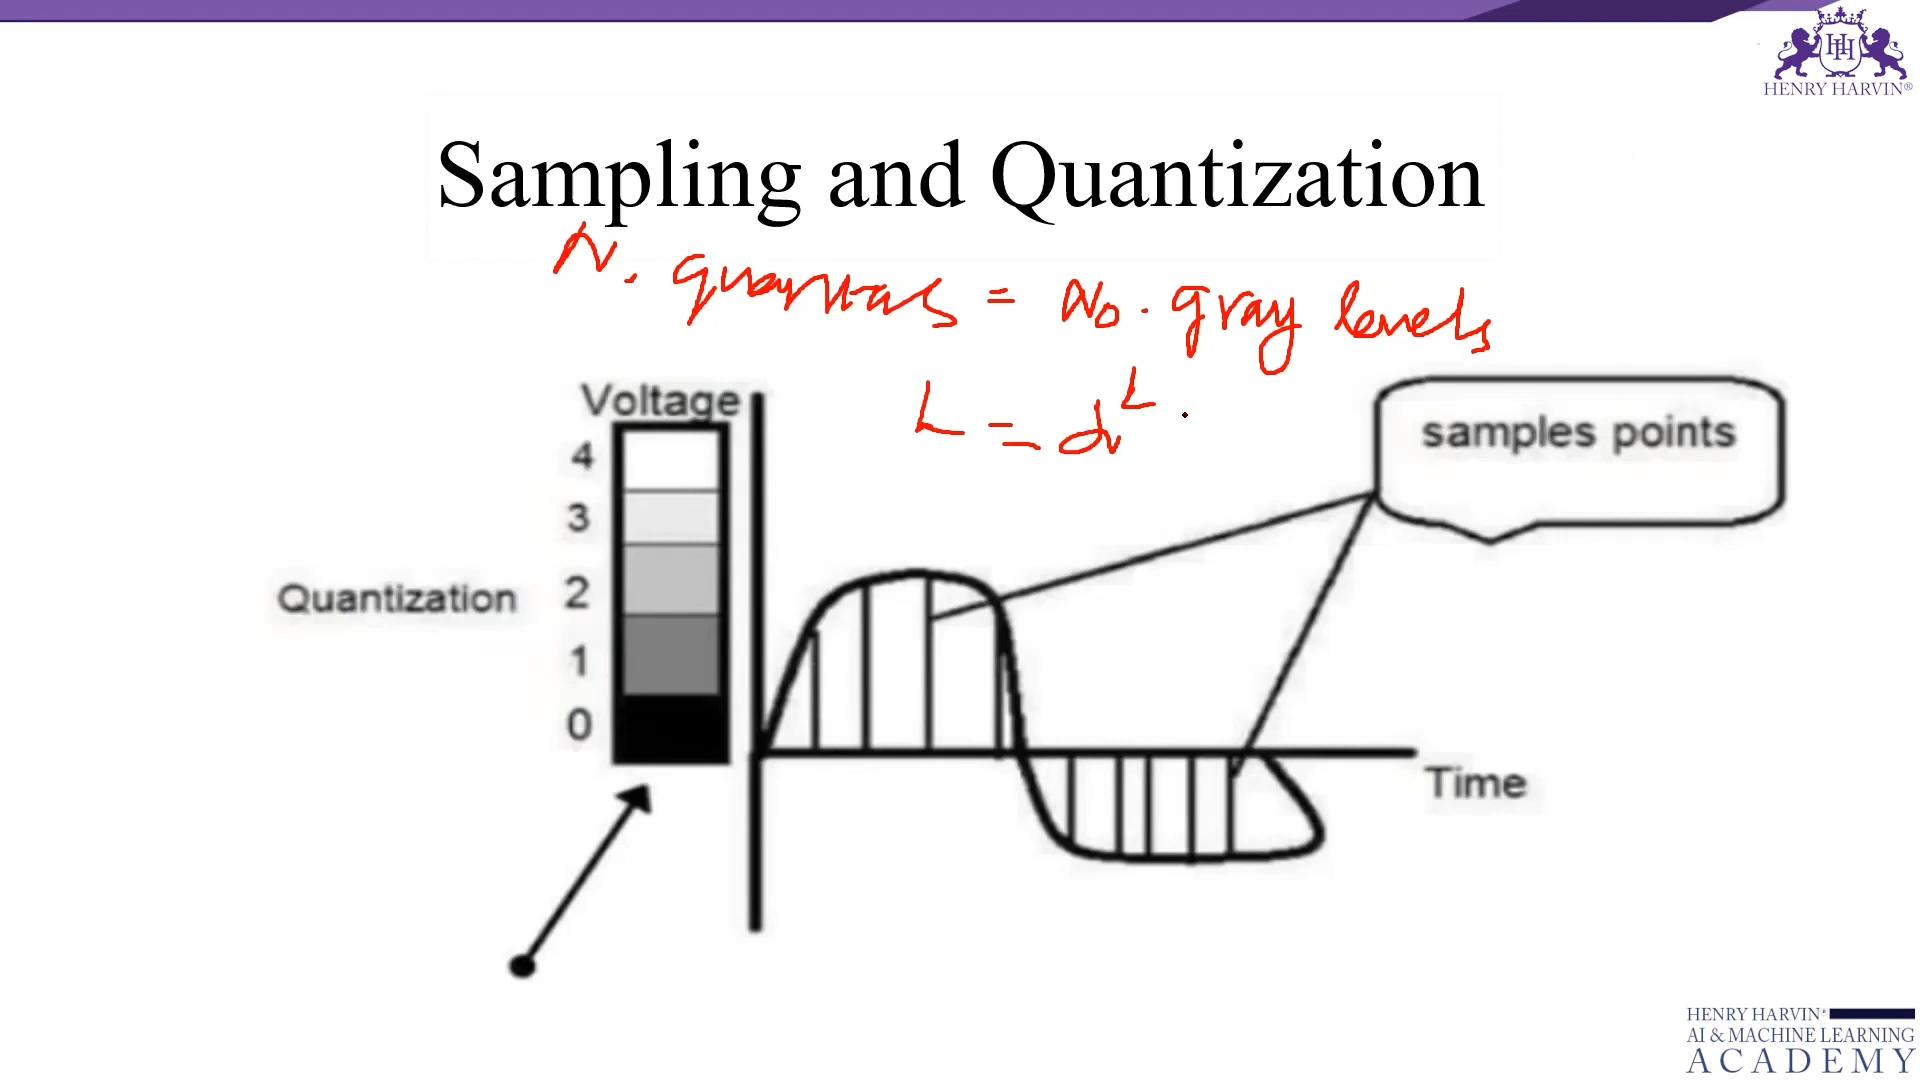 HENRY HARVIN®
Sampling and Quantization
N. quantas = No. gray levels
L =
Voltage
samples points
4
3
Quantization
2
1
0
Time
HENRY HARVIN®
AI & MACHINE LEARNING
ACADEMY